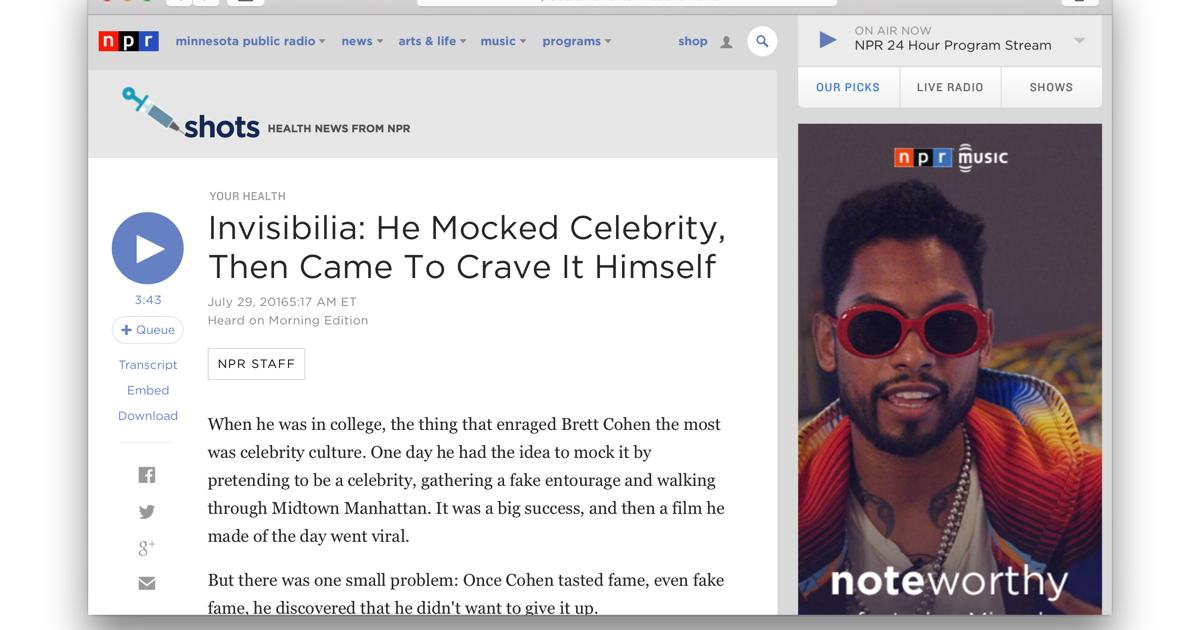 npr minnesota public radio news arts & life music programs shop
ON AIR NOW
NPR 24 Hour Program Stream
OUR PICKS LIVE RADIO SHOWS
shots HEALTH NEWS FROM NPR
npr music
YOUR HEALTH
Invisibilia: He Mocked Celebrity,
Then Came To Crave It Himself
3:43
July 29, 20165:17 AM ET
Heard on Morning Edition
+ Queue
Transcript
Embed
Download
NPR STAFF
g+
When he was in college, the thing that enraged Brett Cohen the most
was celebrity culture. One day he had the idea to mock it by
pretending to be a celebrity, gathering a fake entourage and walking
through Midtown Manhattan. It was a big success, and then a film he
made of the day went viral.
But there was one small problem: Once Cohen tasted fame, even fake
fame, he discovered that he didn't want to give it up.
noteworthy